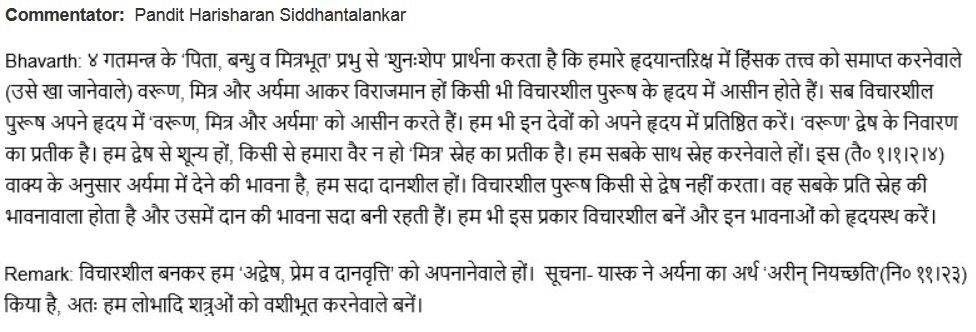 Commentator: Pandit Harisharan Siddhantalankar
Bhavarth: ४ गतमन्त्र के 'पिता, बन्धु व मित्रभूत' प्रभु से 'शुनःशेप' प्रार्थना करता है कि हमारे हृदयान्तरिक्ष में हिंसक तत्त्व को समाप्त करनेवाले
(उसे खा जानेवाले) वरूण, मित्र और अर्यमा आकर विराजमान हों किसी भी विचारशील पुरूष के हृदय में आसीन होते हैं। सब विचारशील
पुरूष अपने हृदय में 'वरूण, मित्र और अर्यमा' को आसीन करते हैं। हम भी इन देवों को अपने हृदय में प्रतिष्ठित करें। 'वरूण' द्वेष के निवारण
का प्रतीक है। हम द्वेष से शून्य हों, किसी से हमारा वैर न हो 'मित्र' स्नेह का प्रतीक है। हम सबके साथ स्नेह करनेवाले हों। इस (तै० १।१।२।४)
वाक्य के अनुसार अर्यमा में देने की भावना है, हम सदा दानशील हों। विचारशील पुरूष किसी से द्वेष नहीं करता। वह सबके प्रति स्नेह की
भावनावाला होता है और उसमें दान की भावना सदा बनी रहती हैं। हम भी इस प्रकार विचारशील बनें और इन भावनाओं को हृदयस्थ करें।
Remark: विचारशील बनकर हम 'अद्वेष, प्रेम व दानवृत्ति' को अपनानेवाले हों। सूचना- यास्क ने अर्यना का अर्थ 'अरीन् नियच्छति'(नि० ११।२३)
किया है, अतः हम लोभादि शत्रुओं को वशीभूत करनेवाले बनें।